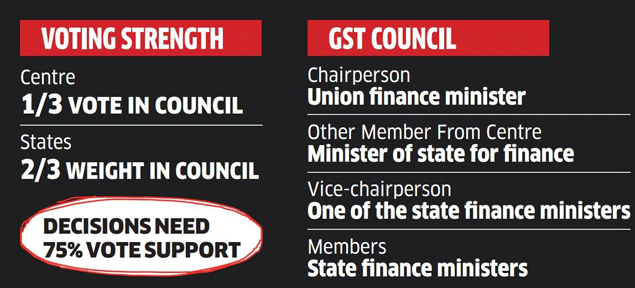 VOTING STRENGTH
Centre
1/3 VOTE IN COUNCIL
States
2/3 WEIGHT IN COUNCIL
DECISIONS NEED
75% VOTE SUPPORT
GST COUNCIL
Chairperson
Union finance minister
Other Member From Centre
Minister of state for finance
Vice-chairperson
One of the state finance ministers
Members
State finance ministers